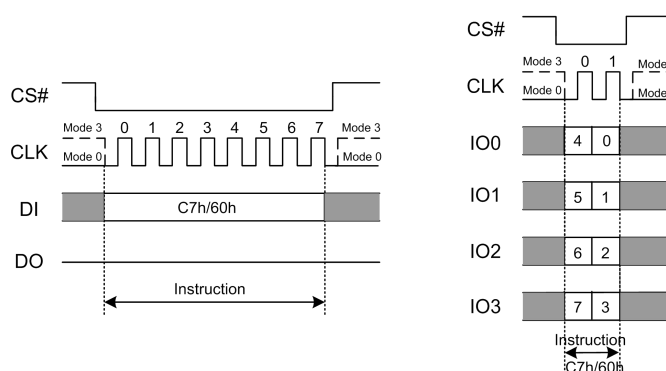 CS#
Mode 3 0 1 2 3 4 5 6 7 Mode 3
CLK
Mode 0 Mode 0
DI C7h/60h
DO
Instruction
CS#
Mode 3 0 1 Mode
CLK
Mode 0 Mode
IO0 4 0
IO1 5 1
IO2 6 2
IO3 7 3
Instruction
C7h/60h